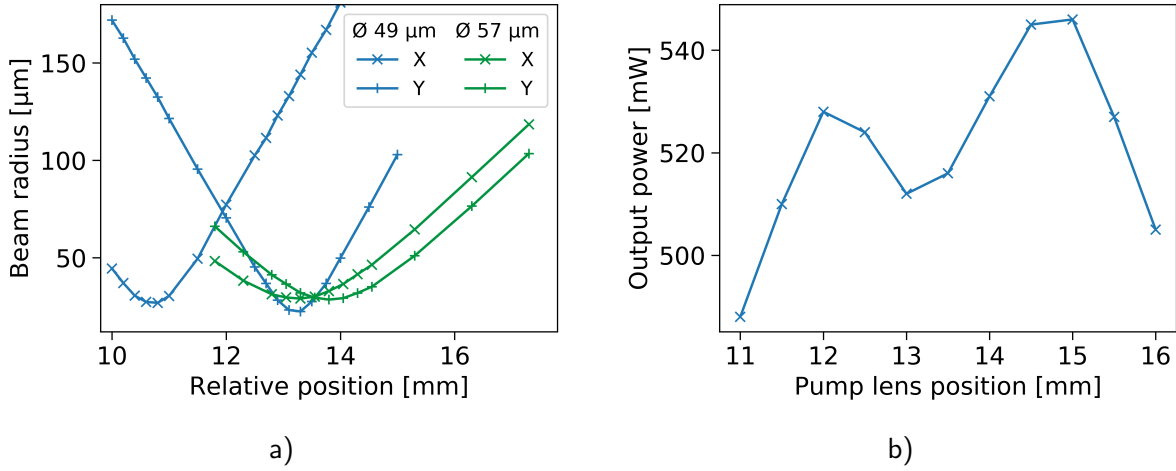 150
100
50
10 12 14 16
Beam radius [µm]
Relative position [mm]
Ø 49 µm Ø 57 µm
X X
Y Y
a)
540
520
500
11 12 13 14 15 16
Output power [mW]
Pump lens position [mm]
b)